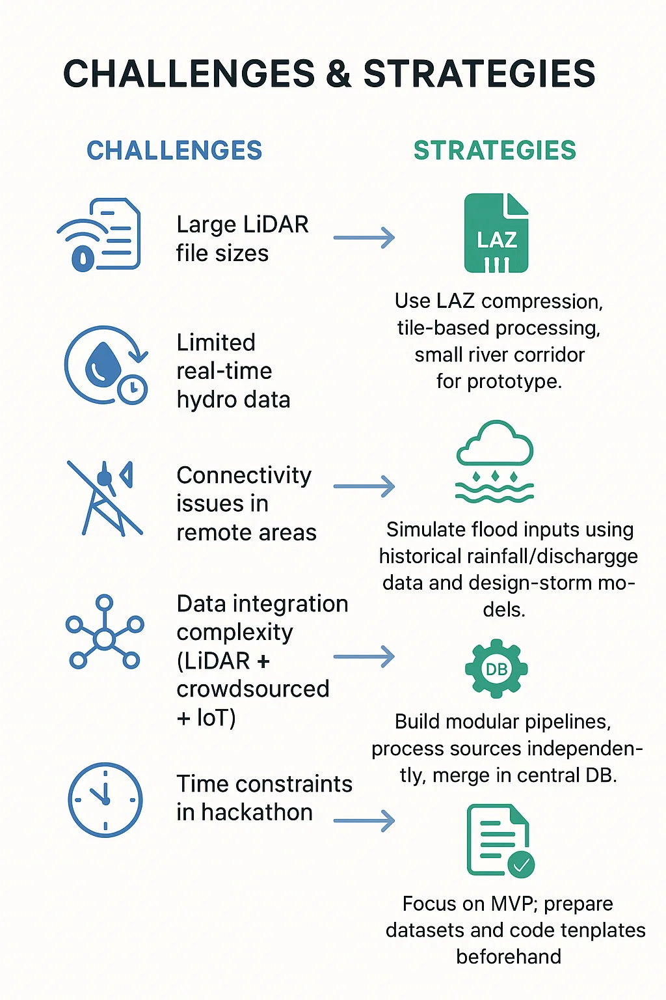 CHALLENGES & STRATEGIES
CHALLENGES
STRATEGIES
Large LiDAR
file sizes
LAZ
Use LAZ compression,
tile-based processing,
small river corridor
for prototype.
Limited
real-time
hydro data
Connectivity
issues in
remote areas
Simulate flood inputs using
historical rainfall/dischargge
data and design-storm mo-
dels.
Data integration
complexity
(LiDAR +
crowdsourced
+ IoT)
DB
Build modular pipelines,
process sources independen-
tly, merge in central DB.
Time constraints
in hackathon
Focus on MVP; prepare
datasets and code tenplates
beforehand